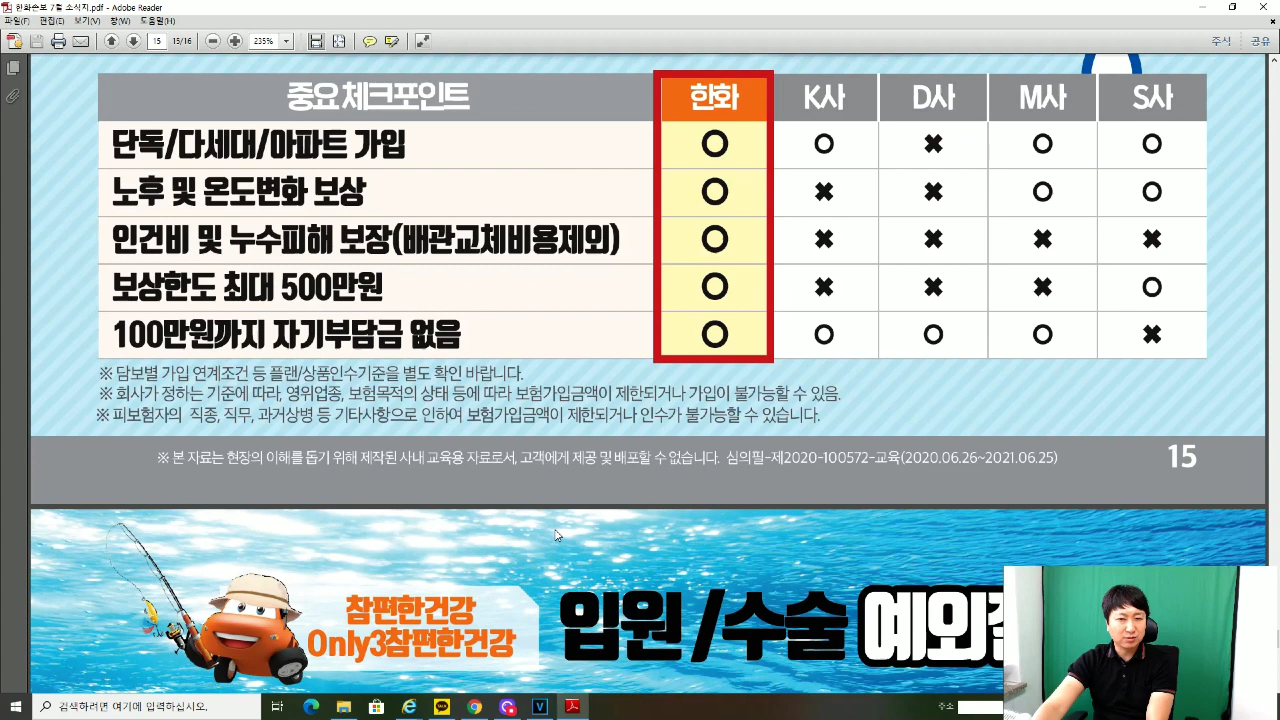 한화손보 7월 소식지.pdf - Adobe Reader
파일(F) 편집(E) 보기(V) 창(W) 도움말(H)
15 15/16 235% 주석 공유
중요 체크포인트 한화 K사 D사 M사 S사
단독/다세대/아파트 가입 O O ✖ O O
노후 및 온도변화 보상 O ✖ ✖ O O
인건비 및 누수피해 보장(배관교체비용제외) O ✖ ✖ ✖ ✖
보상한도 최대 500만원 O ✖ ✖ ✖ O
100만원까지 자기부담금 없음 O O O O ✖
※ 담보별 가입 연계조건 등 플랜/상품인수기준을 별도 확인 바랍니다.
※ 회사가 정하는 기준에 따라, 영위업종, 보험목적의 상태 등에 따라 보험가입금액이 제한되거나 가입이 불가능할 수 있음.
※ 피보험자의 직종, 직무, 과거상병 등 기타사항으로 인하여 보험가입금액이 제한되거나 인수가 불가능할 수 있습니다.
※ 본 자료는 현장의 이해를 돕기 위해 제작된 사내 교육용 자료로서, 고객에게 제공 및 배포할 수 없습니다. 심의필-제2020-100572-교육(2020.06.26~2021.06.25)
15
참편한건강
Only3참편한건강
입원/수술 예외
검색하려면 여기에 입력하십시오.
주소